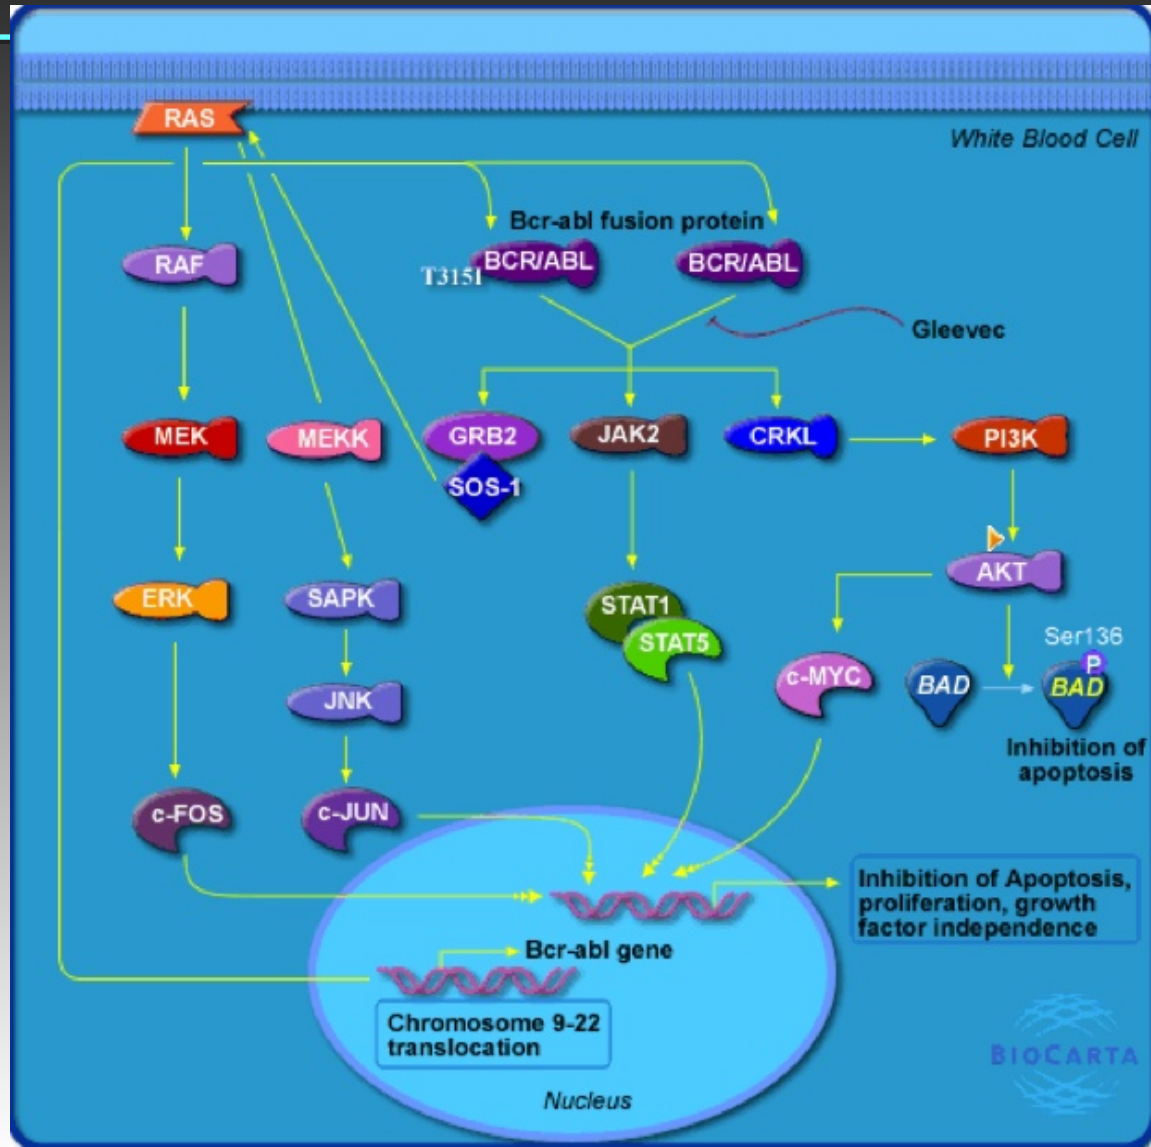 RAS
White Blood Cell
Bcr-abl fusion protein
RAF
T315I
BCR/ABL
BCR/ABL
Gleevec
MEK
MEKK
GRB2
JAK2
CRKL
PI3K
SOS-1
AKT
ERK
SAPK
STAT1
STAT5
Ser136
P
c-MYC
BAD
BAD
JNK
Inhibition of
apoptosis
c-FOS
c-JUN
Inhibition of Apoptosis,
proliferation, growth
factor independence
Bcr-abl gene
Chromosome 9-22
translocation
BIOCARTA
Nucleus